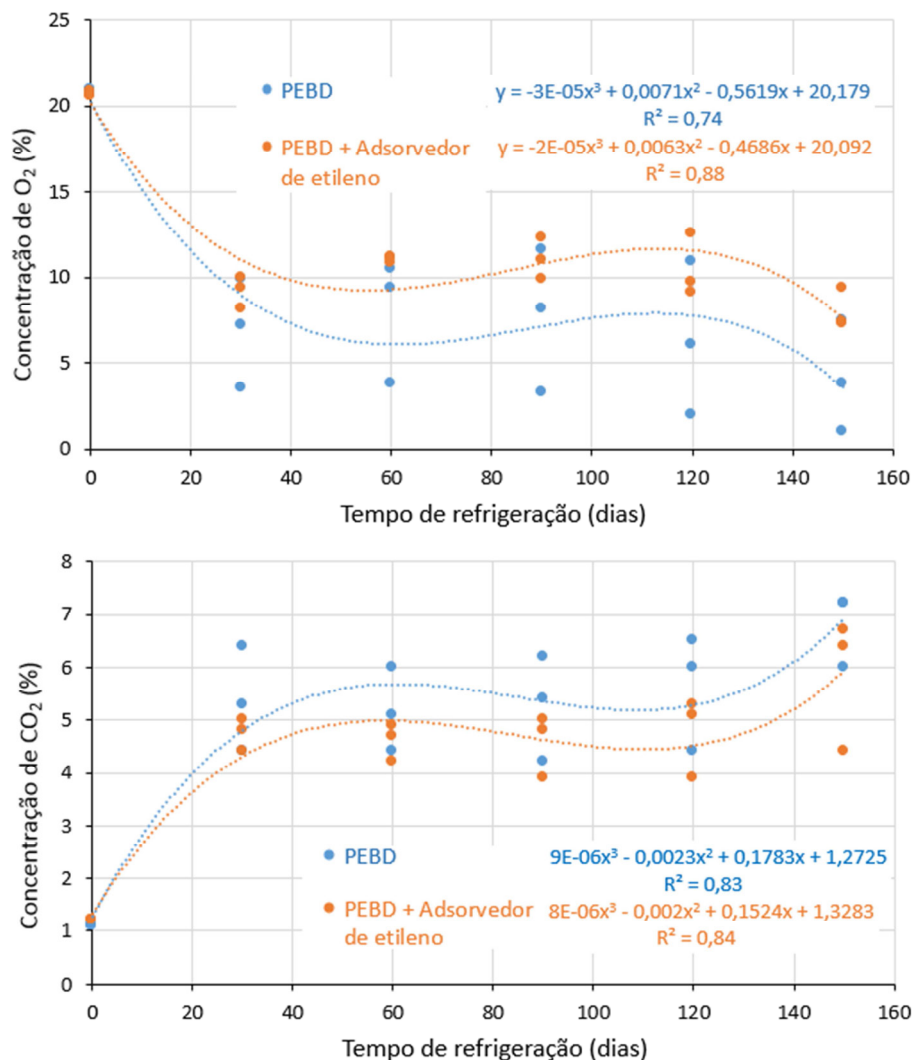 25
20
15
10
5
0
Concentração de O₂ (%)
PEBD
y = -3E-05x³ + 0,0071x² - 0,5619x + 20,179
R² = 0,74
PEBD + Adsorvedor
de etileno
y = -2E-05x³ + 0,0063x² - 0,4686x + 20,092
R² = 0,88
0 20 40 60 80 100 120 140 160
Tempo de refrigeração (dias)
8
7
6
5
4
3
2
1
0
Concentração de CO₂ (%)
PEBD
9E-06x³ - 0,0023x² + 0,1783x + 1,2725
R² = 0,83
PEBD + Adsorvedor
de etileno
8E-06x³ - 0,002x² + 0,1524x + 1,3283
R² = 0,84
0 20 40 60 80 100 120 140 160
Tempo de refrigeração (dias)